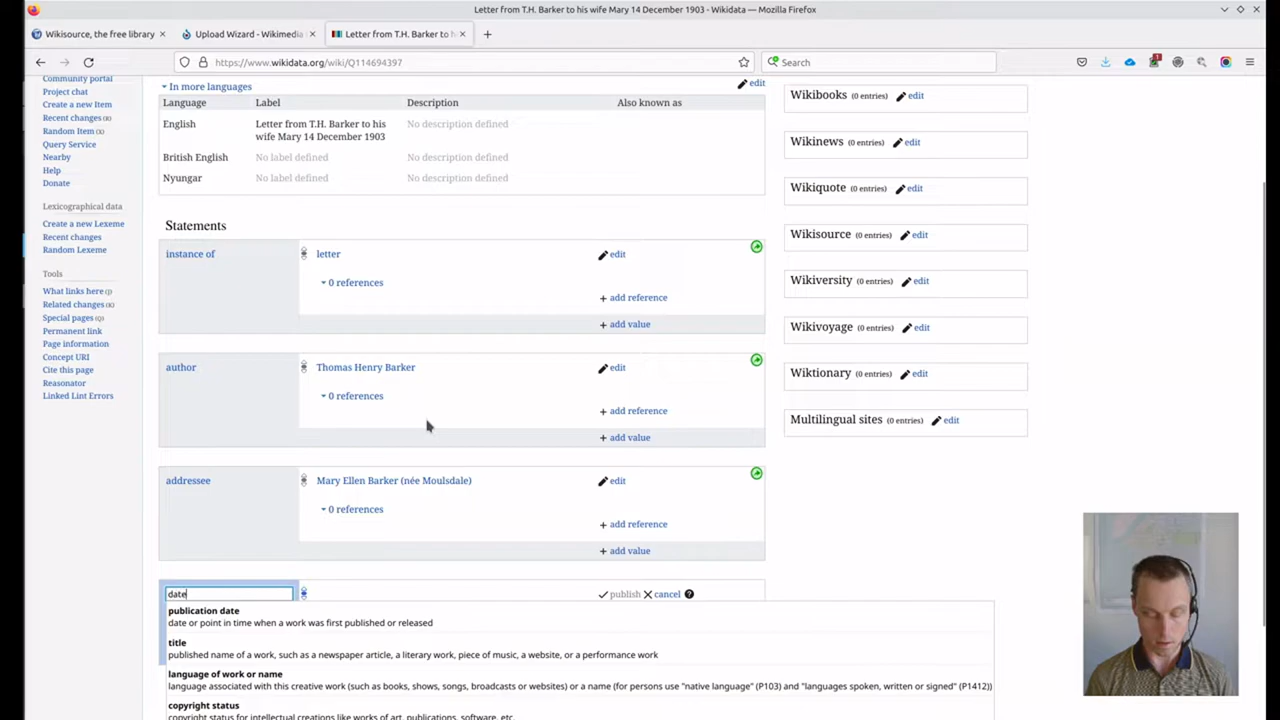 Letter from T.H. Barker to his wife Mary 14 December 1903 - Wikidata — Mozilla Firefox
Wikisource, the free library
Upload Wizard - Wikimedia
Letter from T.H. Barker to h
https://www.wikidata.org/wiki/Q114694397
Search
Community portal
Project chat
Create a new Item
Recent changes
Random Item
Query Service
Nearby
Help
Donate
Lexicographical data
Create a new Lexeme
Recent changes
Random Lexeme
Tools
What links here
Related changes
Special pages
Permanent link
Page information
Concept URI
Cite this page
Reasonator
Linked Lint Errors
In more languages
edit
Language Label Description Also known as
English Letter from T.H. Barker to his No description defined
wife Mary 14 December 1903
British English No label defined No description defined
Nyungar No label defined No description defined
Statements
instance of letter edit
0 references
+ add reference
+ add value
author Thomas Henry Barker edit
0 references
+ add reference
+ add value
addressee Mary Ellen Barker (née Moulsdale) edit
0 references
+ add reference
+ add value
date publish cancel
publication date
date or point in time when a work was first published or released
title
published name of a work, such as a newspaper article, a literary work, piece of music, a website, or a performance work
language of work or name
language associated with this creative work (such as books, shows, songs, broadcasts or websites) or a name (for persons use "native language" (P103) and "languages spoken, written or signed" (P1412))
copyright status
copyright status for intellectual creations like works of art, publications, software, etc.
Wikibooks (0 entries) edit
Wikinews (0 entries) edit
Wikiquote (0 entries) edit
Wikisource (0 entries) edit
Wikiversity (0 entries) edit
Wikivoyage (0 entries) edit
Wiktionary (0 entries) edit
Multilingual sites (0 entries) edit